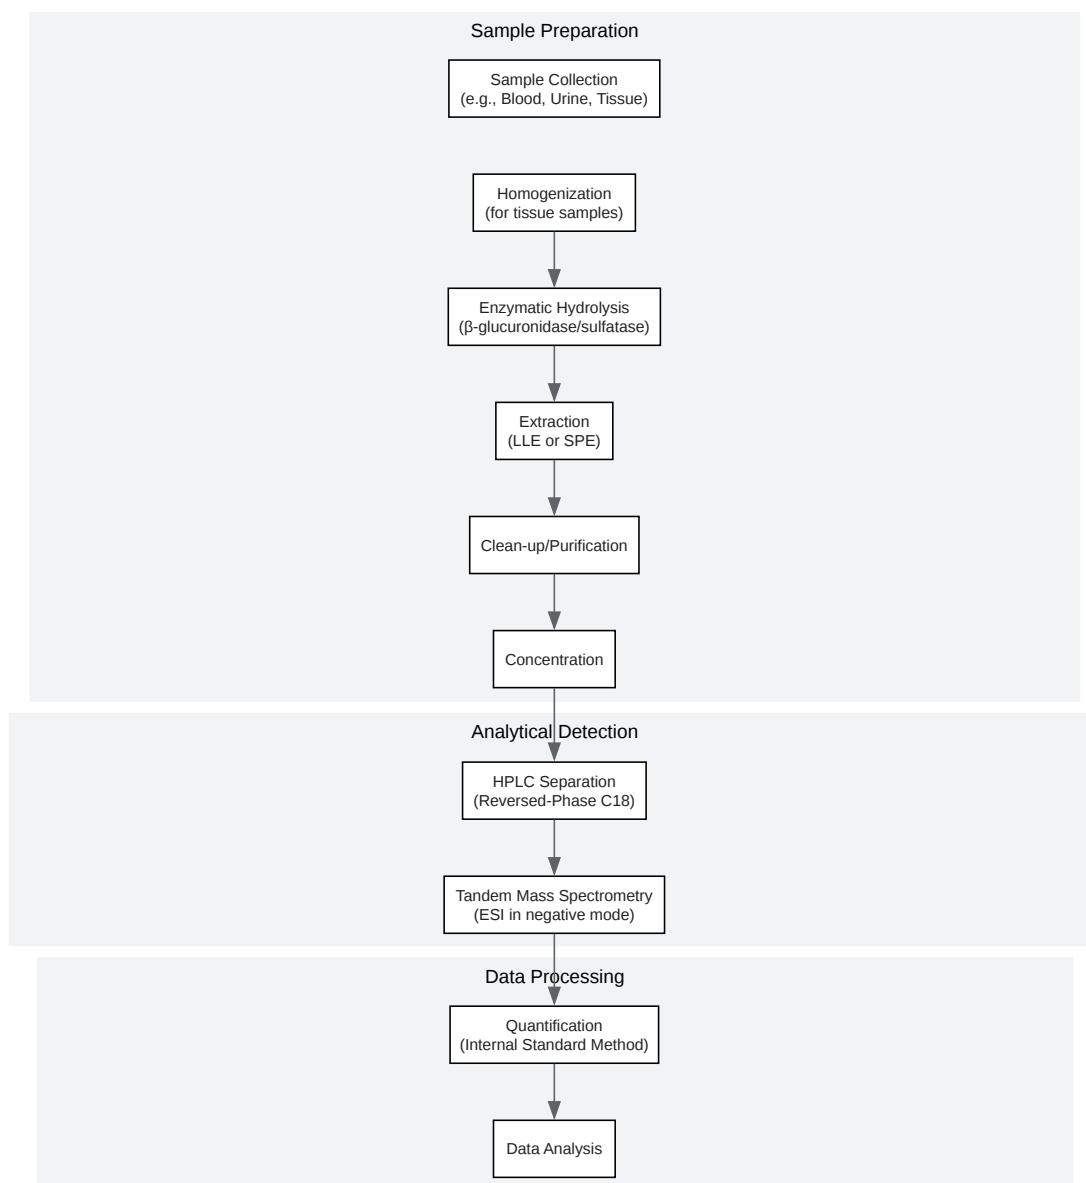 Sample Preparation
Sample Collection
(e.g., Blood, Urine, Tissue)
Homogenization
(for tissue samples)
Enzymatic Hydrolysis
(β-glucuronidase/sulfatase)
Extraction
(LLE or SPE)
Clean-up/Purification
Concentration
Analytical Detection
HPLC Separation
(Reversed-Phase C18)
Tandem Mass Spectrometry
(ESI in negative mode)
Data Processing
Quantification
(Internal Standard Method)
Data Analysis